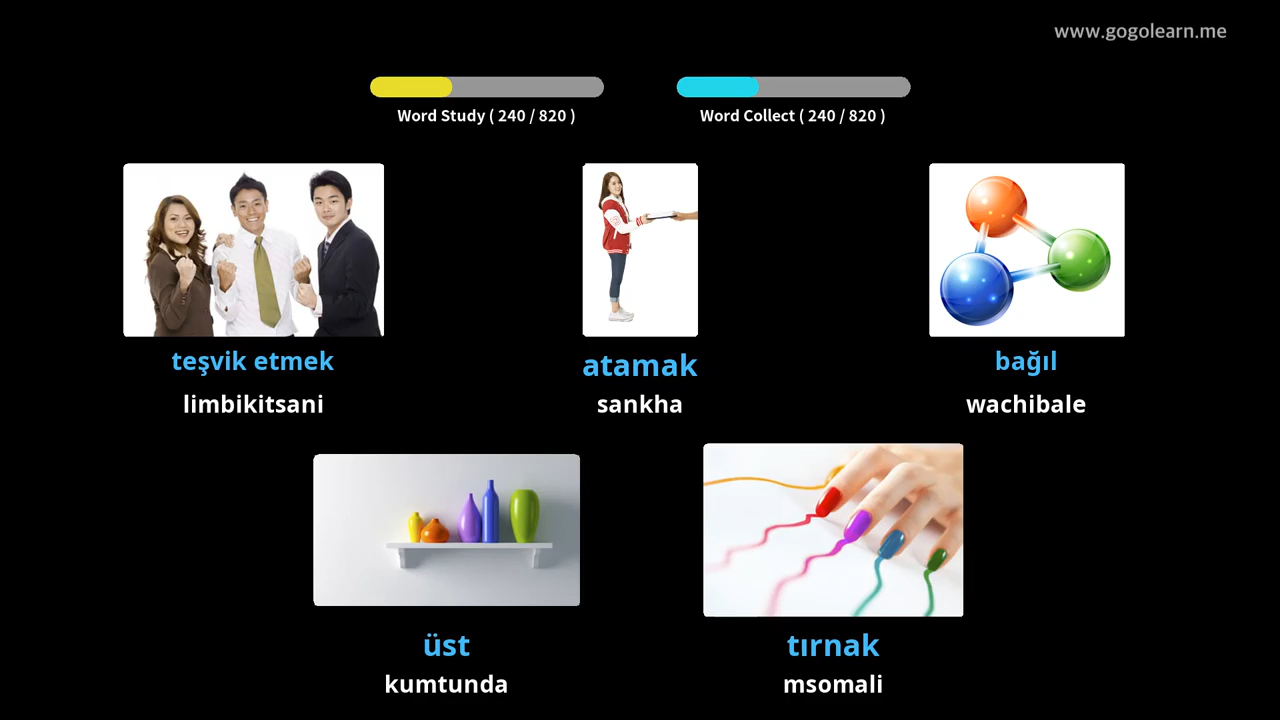 www.gogolearn.me
Word Study ( 240 / 820 )
Word Collect ( 240 / 820 )
teşvik etmek
limbikitsani
atamak
sankha
bağıl
wachibale
üst
kumtunda
tırnak
msomali